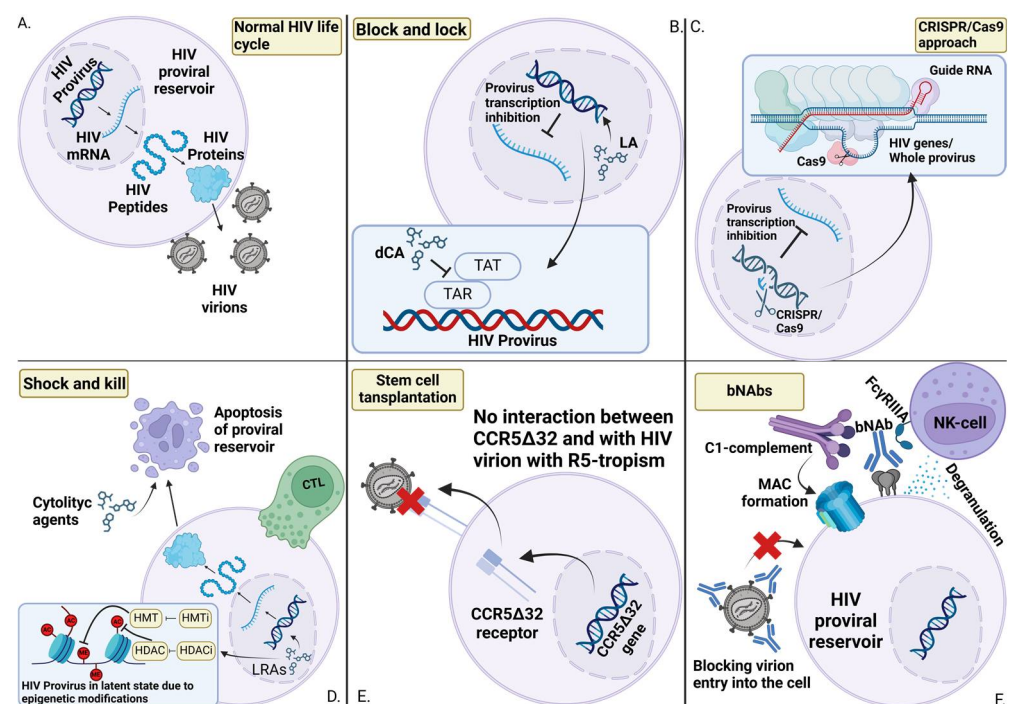 A.
Normal HIV life
cycle
HIV
Provirus
HIV
proviral
reservoir
HIV
mRNA
HIV
Proteins
HIV
Peptides
HIV
virions
Block and lock
B.
Provirus
transcription
inhibition
LA
dCA
TAT
TAR
HIV Provirus
C.
CRISPR/Cas9
approach
Guide RNA
Cas9
HIV genes/
Whole provirus
Provirus
transcription
inhibition
CRISPR/
Cas9
Shock and kill
Apoptosis
of proviral
reservoir
CTL
Cytolityc
agents
HMT
HMTi
AC
AC
AC
HDAC
HDACi
ME
ME
LRAs
HIV Provirus in latent state due to
epigenetic modifications
D.
Stem cell
tansplantation
No interaction between
CCR5Δ32 and with HIV
virion with R5-tropism
CCR5Δ32
receptor
CCR5Δ32
gene
E.
bNAbs
FcγRIIIA
bNAb
NK-cell
C1-complement
MAC
formation
Degranulation
HIV
proviral
reservoir
Blocking virion
entry into the cell
F.